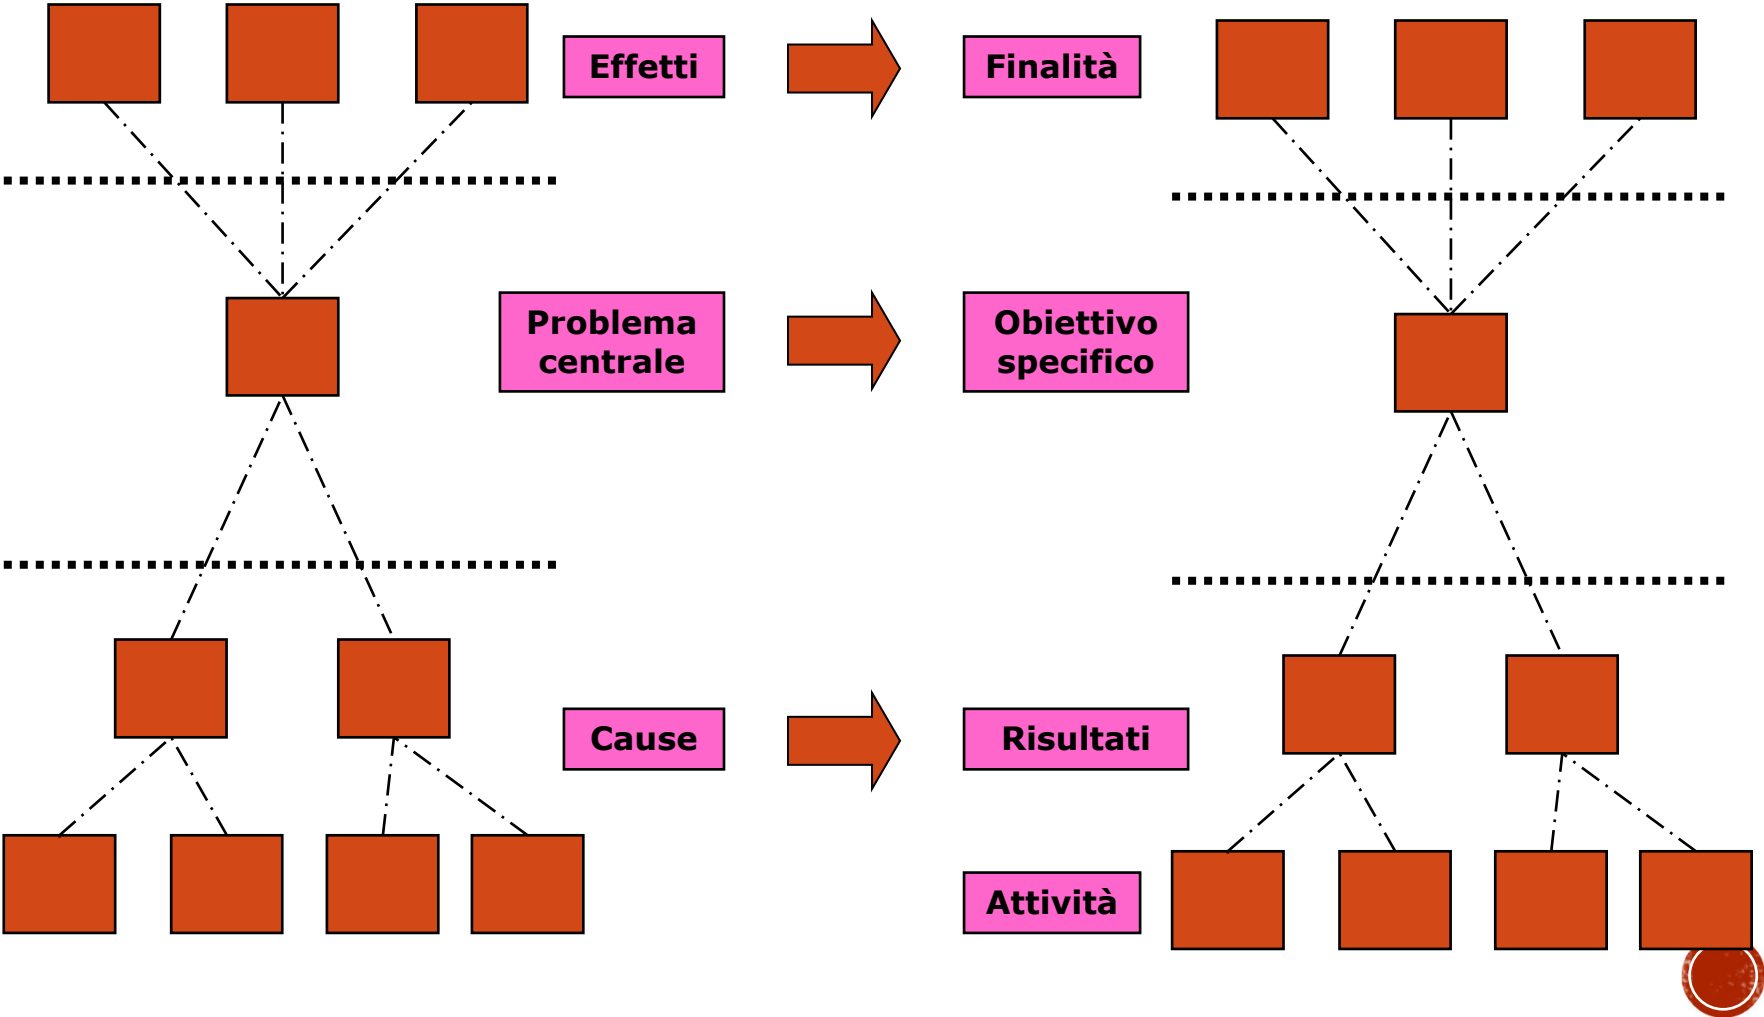 Effetti
Finalità
Problema
centrale
Obiettivo
specifico
Cause
Risultati
Attività